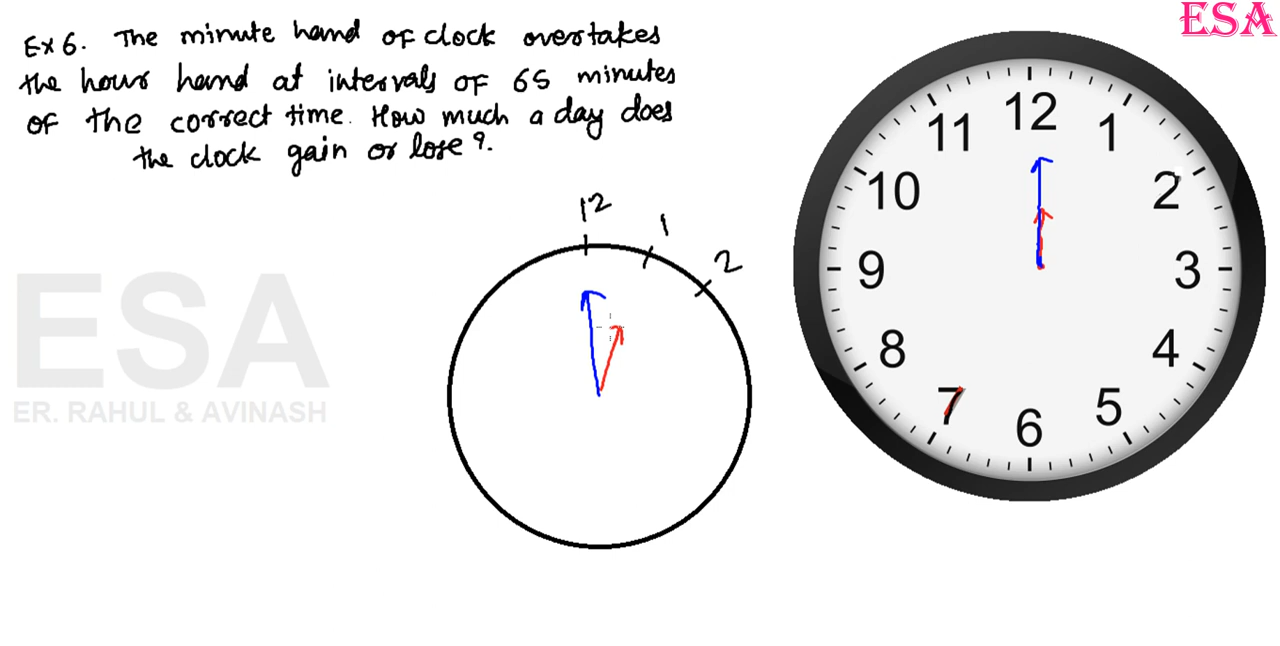 ESA
Ex 6. The minute hand of clock overtakes
the hour hand at intervals of 65 minutes
of the correct time. How much a day does
the clock gain or lose ?.
12
1
2
ESA
ER. RAHUL & AVINASH
12
1
2
3
4
5
6
7
8
9
10
11